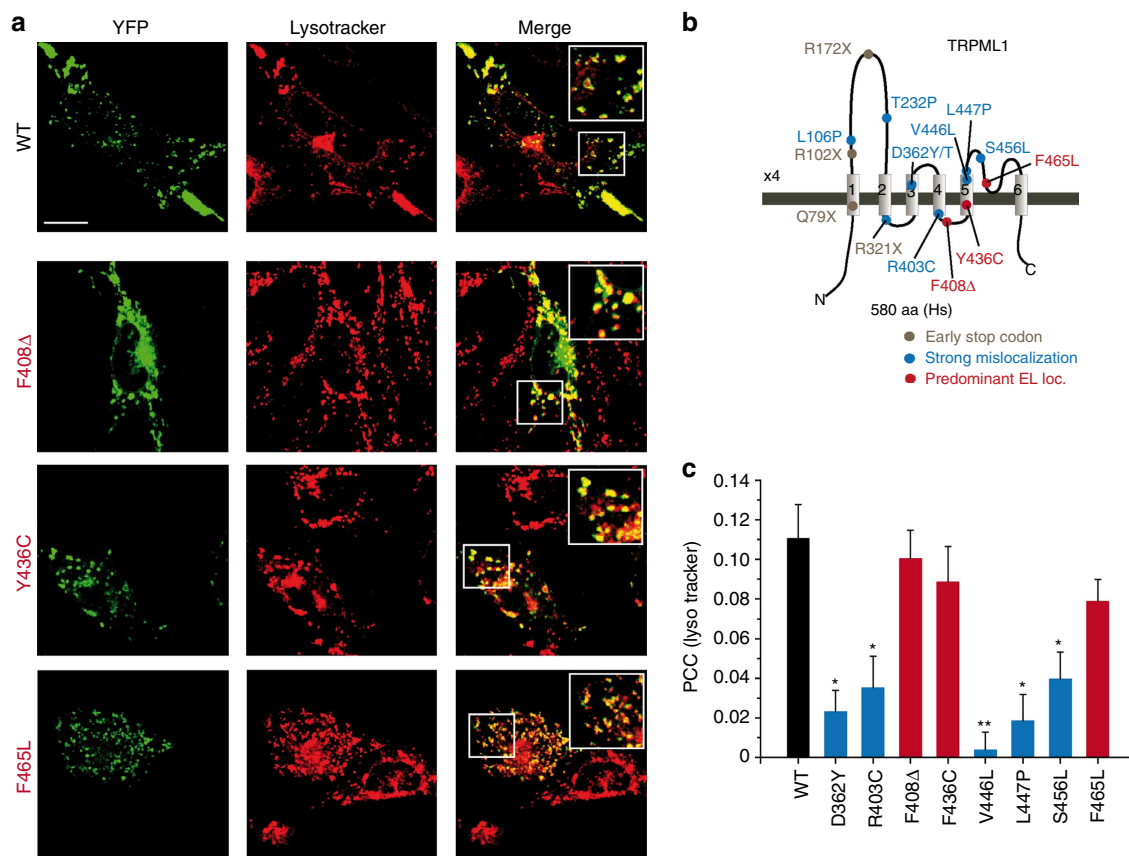 a
YFP
Lysotracker
Merge
WT
F408Δ
Y436C
F465L
b
TRPML1
R172X
T232P
L447P
V446L
L106P
S456L
R102X
D362Y/T
F465L
x4
1
2
3
4
5
6
Q79X
R321X
Y436C
R403C
C
F408Δ
N
580 aa (Hs)
Early stop codon
Strong mislocalization
Predominant EL loc.
c
PCC (lyso tracker)
0.14
0.12
0.10
0.08
0.06
0.04
0.02
0
*
*
**
*
*
WT
D362Y
R403C
F408Δ
F436C
V446L
L447P
S456L
F465L